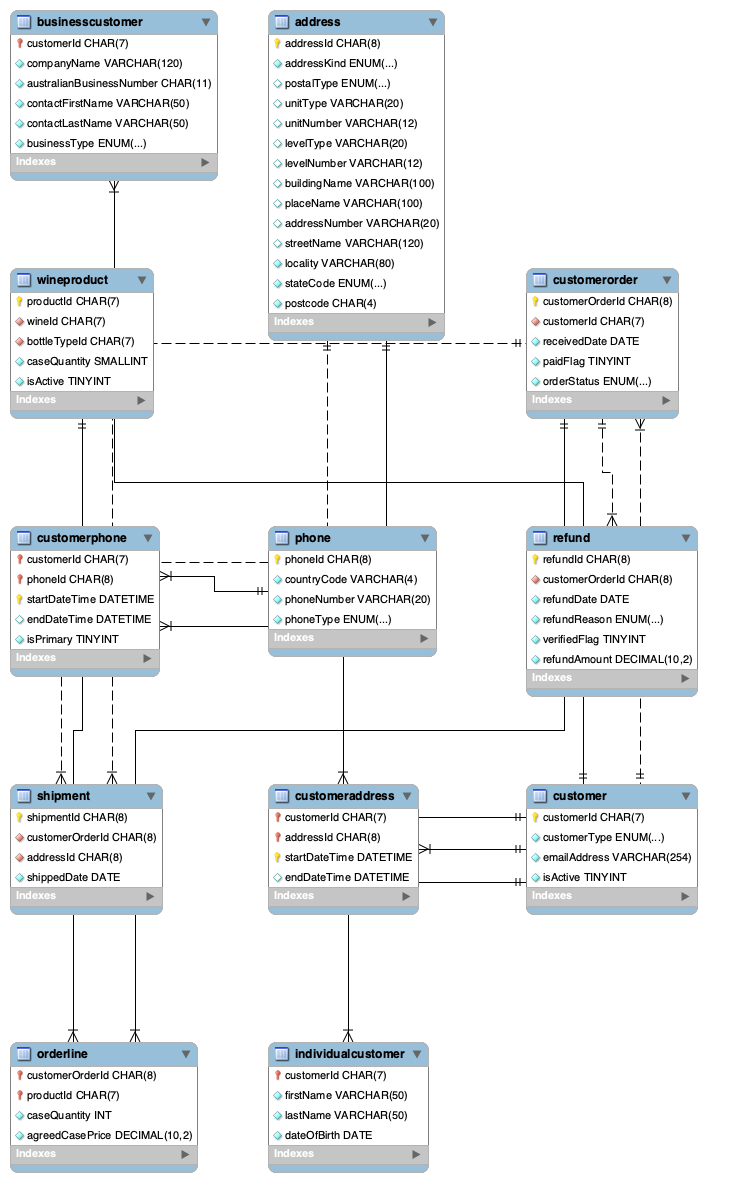 businesscustomer
customerId CHAR(7)
companyName VARCHAR(120)
australianBusinessNumber CHAR(11)
contactFirstName VARCHAR(50)
contactLastName VARCHAR(50)
businessType ENUM(...)
Indexes
address
addressId CHAR(8)
addressKind ENUM(...)
postalType ENUM(...)
unitType VARCHAR(20)
unitNumber VARCHAR(12)
levelType VARCHAR(20)
levelNumber VARCHAR(12)
buildingName VARCHAR(100)
placeName VARCHAR(100)
addressNumber VARCHAR(20)
streetName VARCHAR(120)
locality VARCHAR(80)
stateCode ENUM(...)
postcode CHAR(4)
Indexes
wineproduct
productId CHAR(7)
wineId CHAR(7)
bottleTypeId CHAR(7)
caseQuantity SMALLINT
isActive TINYINT
Indexes
customerorder
customerOrderId CHAR(8)
customerId CHAR(7)
receivedDate DATE
paidFlag TINYINT
orderStatus ENUM(...)
Indexes
customerphone
customerId CHAR(7)
phoneId CHAR(8)
startDateTime DATETIME
endDateTime DATETIME
isPrimary TINYINT
Indexes
phone
phoneId CHAR(8)
countryCode VARCHAR(4)
phoneNumber VARCHAR(20)
phoneType ENUM(...)
Indexes
refund
refundId CHAR(8)
customerOrderId CHAR(8)
refundDate DATE
refundReason ENUM(...)
verifiedFlag TINYINT
refundAmount DECIMAL(10,2)
Indexes
shipment
shipmentId CHAR(8)
customerOrderId CHAR(8)
addressId CHAR(8)
shippedDate DATE
Indexes
customeraddress
customerId CHAR(7)
addressId CHAR(8)
startDateTime DATETIME
endDateTime DATETIME
Indexes
customer
customerId CHAR(7)
customerType ENUM(...)
emailAddress VARCHAR(254)
isActive TINYINT
Indexes
orderline
customerOrderId CHAR(8)
productId CHAR(7)
caseQuantity INT
agreedCasePrice DECIMAL(10,2)
Indexes
individualcustomer
customerId CHAR(7)
firstName VARCHAR(50)
lastName VARCHAR(50)
dateOfBirth DATE
Indexes